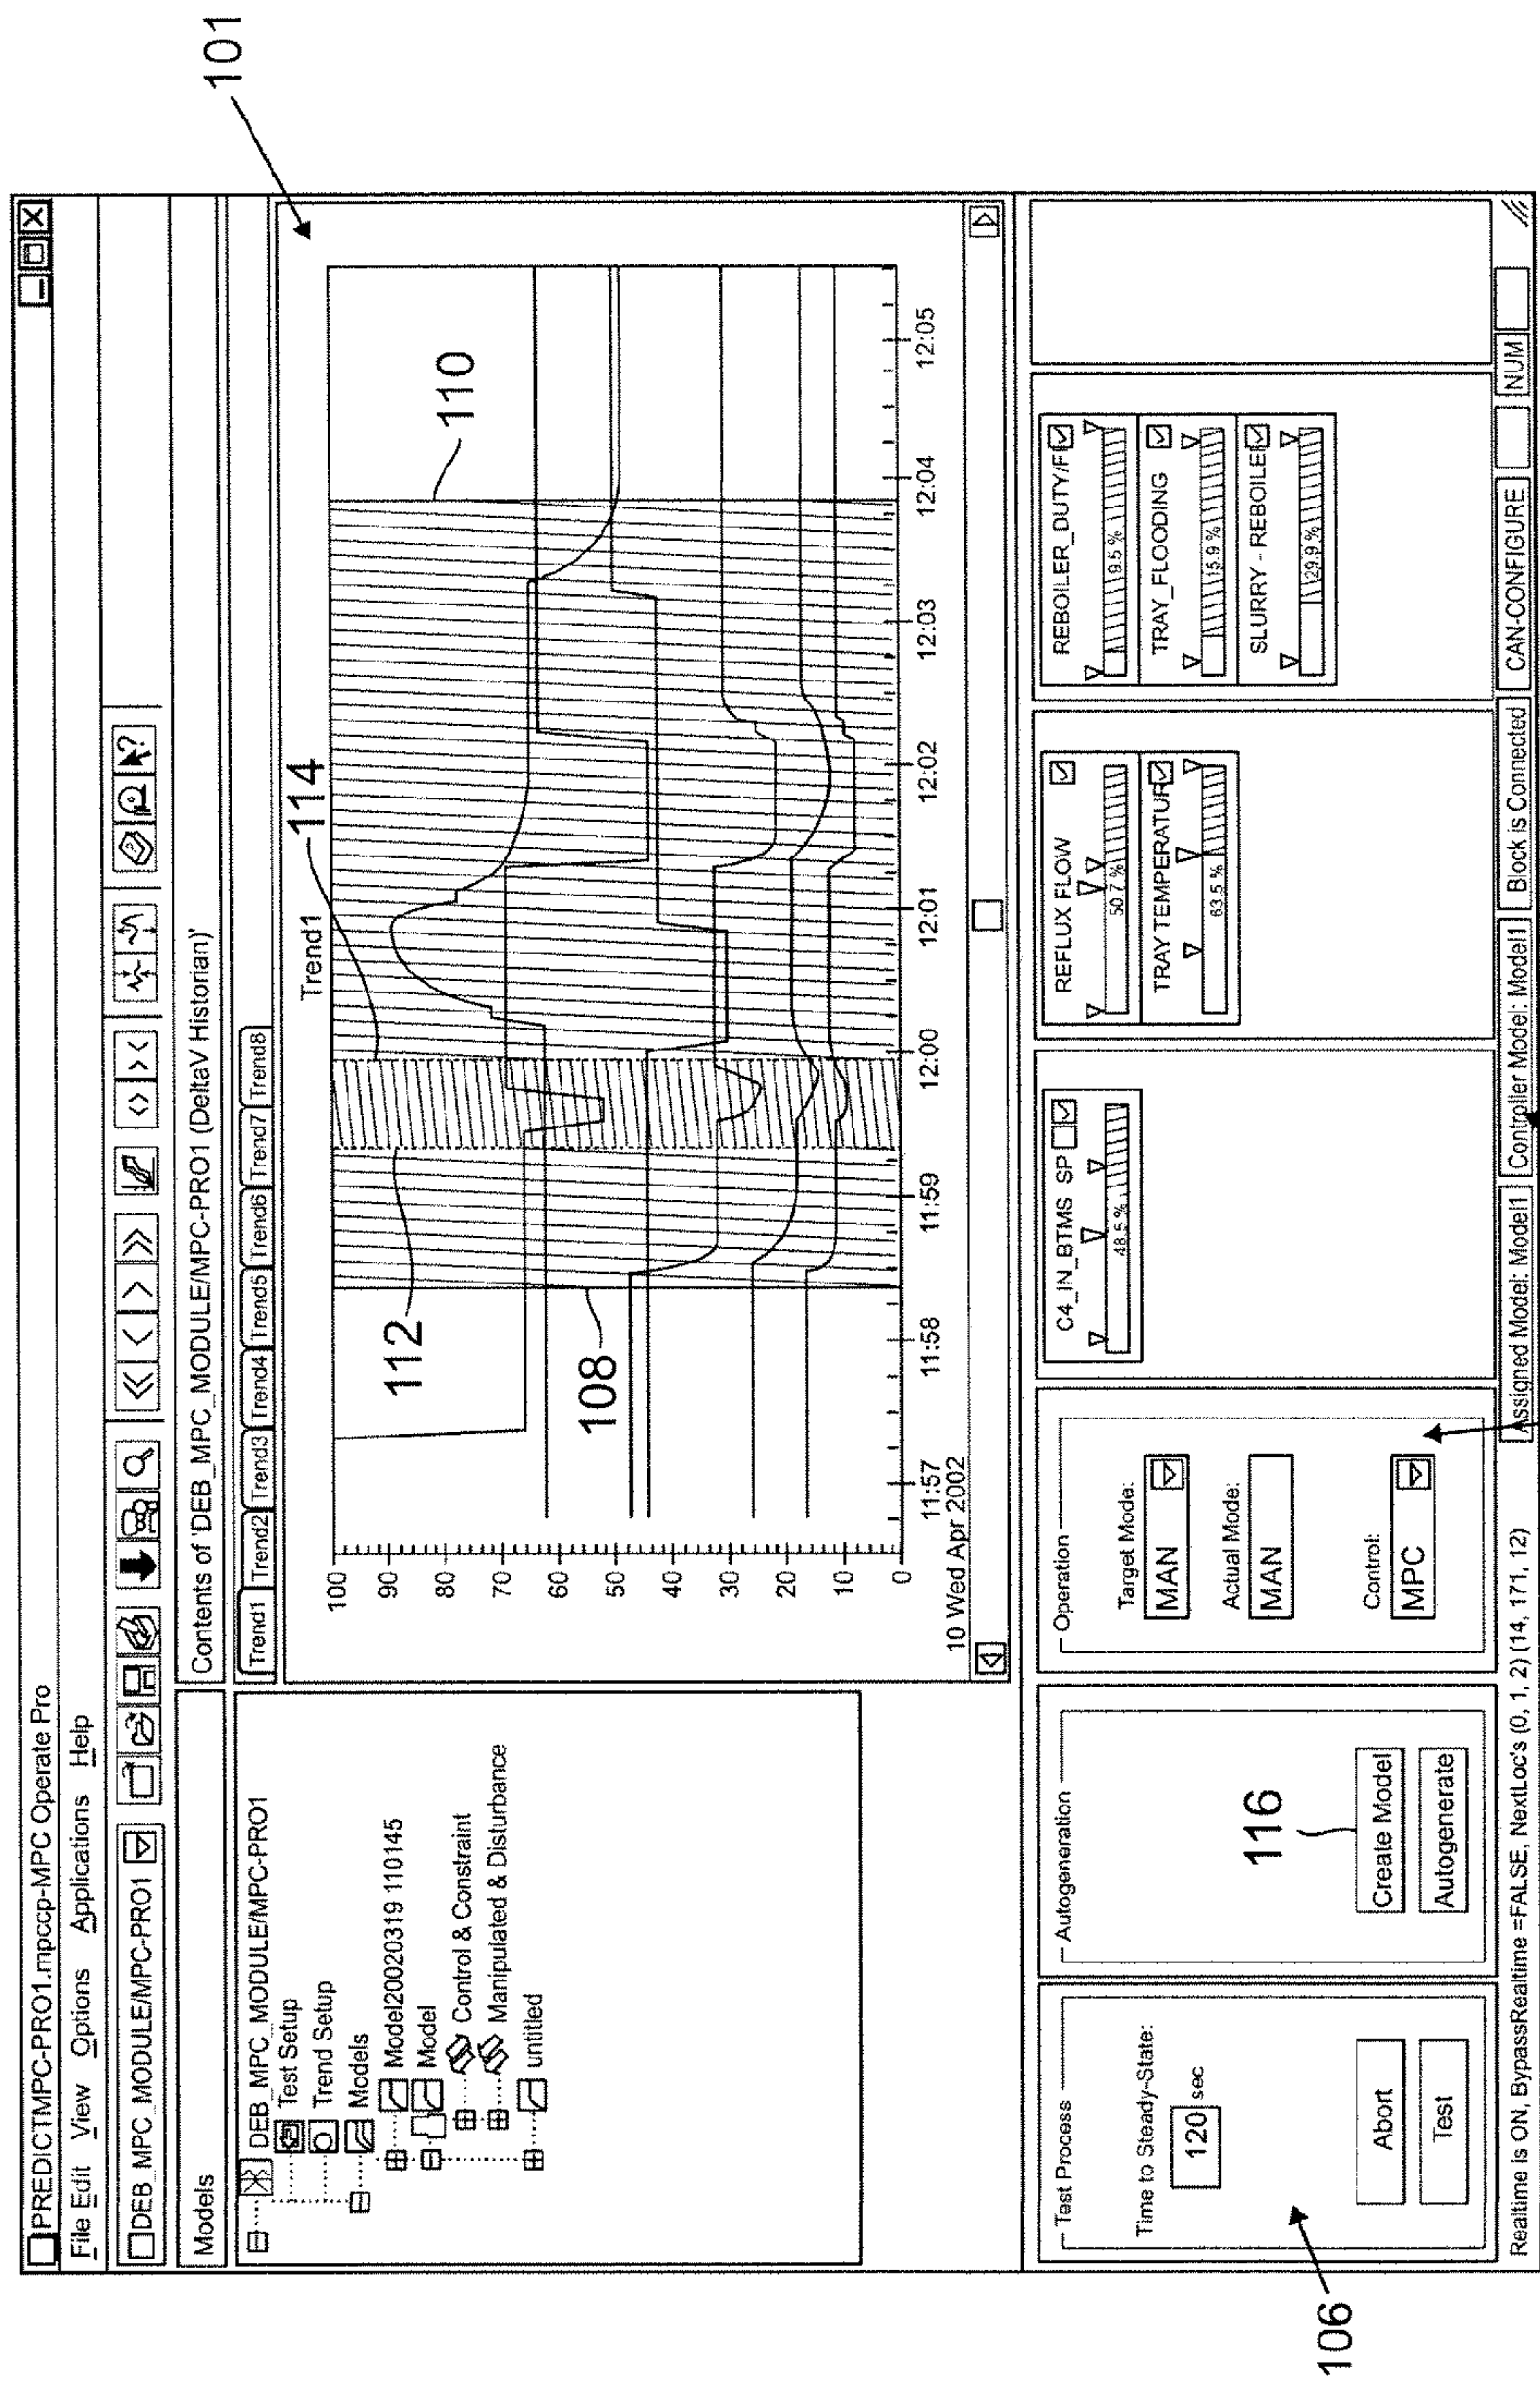 PREDICTMPC-PRO1.mpccp-MPC Operate Pro
File Edit View Options Applications Help
DEB_MPC_MODULE/MPC-PRO1
Models
Contents of 'DEB_MPC_MODULE/MPC-PRO1 (DeltaV Historian)'
DEB_MPC_MODULE/MPC-PRO1
Test Setup
Trend Setup
Models
Model20020319 110145
Model
Control & Constraint
Manipulated & Disturbance
untitled
Trend1 Trend2 Trend3 Trend4 Trend5 Trend6 Trend7 Trend8
Trend1
101
114
112
110
108
100
90
80
70
60
50
40
30
20
10
0
11:57 11:58 11:59 12:00 12:01 12:02 12:03 12:04 12:05
10 Wed Apr 2002
Test Process
Time to Steady-State:
120 sec
Abort
Test
106
Autogeneration
116
Create Model
Autogenerate
Operation
Target Mode:
MAN
Actual Mode:
MAN
Control:
MPC
C4_IN_BTMS SP
48.5 %
REFLUX FLOW
50.7 %
TRAY TEMPERATUR
63.5 %
REBOILER_DUTY/F
9.5 %
TRAY_FLOODING
15.9 %
SLURRY - REBOILE
29.9 %
Realtime is ON, BypassRealtime =FALSE, NextLoc's (0, 1, 2) (14, 171, 12)
Assigned Model: Model1 Controller Model: Model1 Block is Connected CAN-CONFIGURE NUM